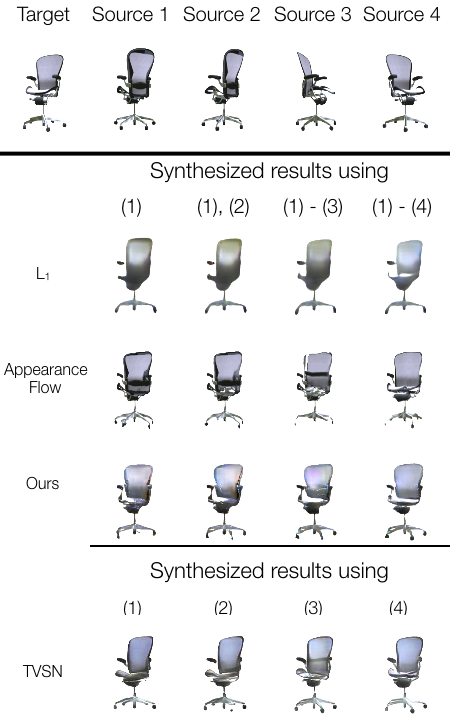 Target Source 1 Source 2 Source 3 Source 4
Synthesized results using
(1) (1), (2) (1) - (3) (1) - (4)
L₁
Appearance
Flow
Ours
Synthesized results using
(1) (2) (3) (4)
TVSN